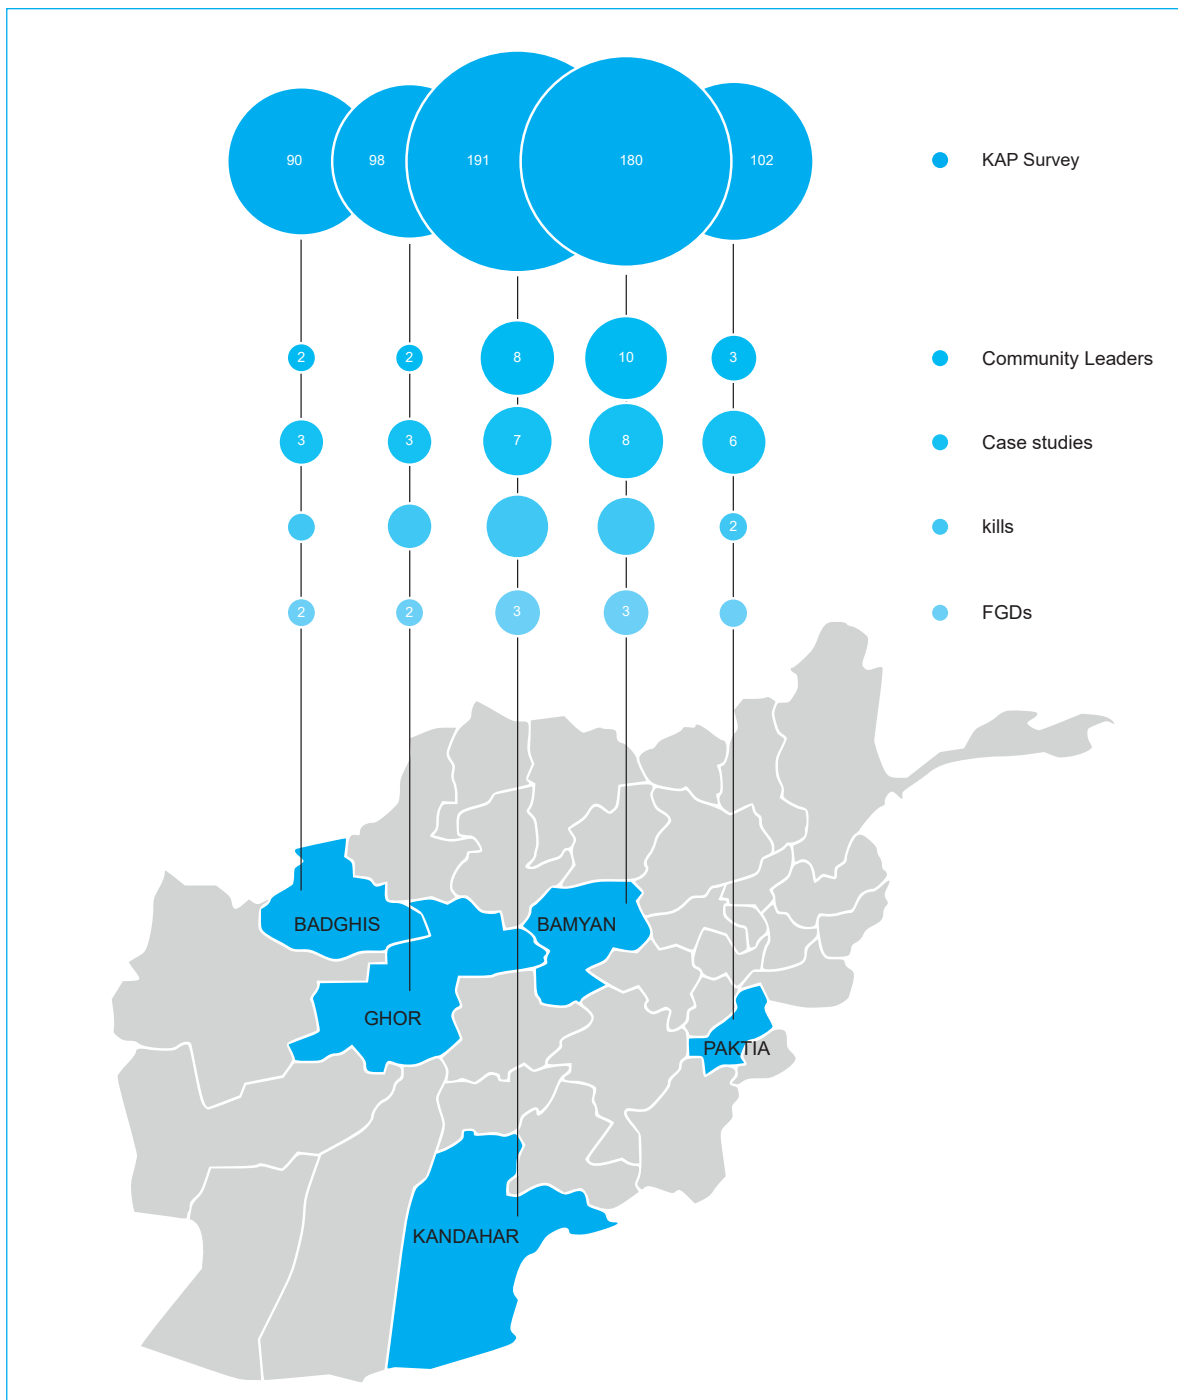 90 98 191 180 102 KAP Survey
2 2 8 10 3 Community Leaders
3 3 7 8 6 Case studies
2 kills
2 2 3 3 FGDs
BADGHIS BAMYAN
GHOR
PAKTIA
KANDAHAR